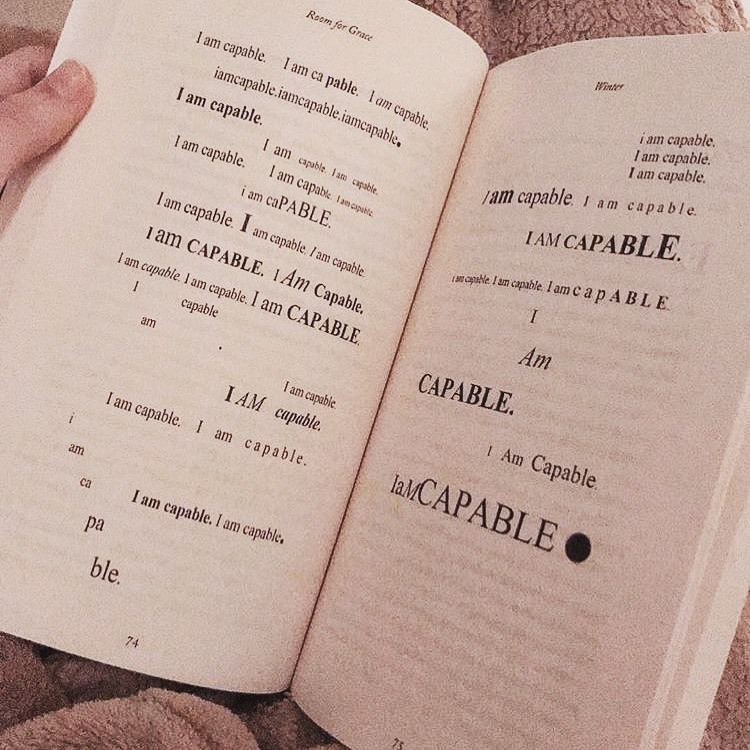 Room for Grace
I am capable. I am ca pable. I am capable.
iamcapable.iamcapable.iamcapable.
I am capable.
I am capable. I am capable.
I am capable. I am capable. I am capable.
i am caPABLE.
I am capable. I am capable. I am capable.
I am CAPABLE. I Am Capable.
I am capable. I am capable. I am CAPABLE.
I capable
am .
I am capable.
I AM capable.
I am capable. I am capable.
i
am
ca
I am capable. I am capable.
pa
ble.
74
Winter
i am capable.
I am capable.
I am capable.
I am capable. I am capable.
I AM CAPABLE.
I am capable. I am capable. I am capABLE.
I
Am
CAPABLE.
I Am Capable.
IaMCAPABLE●
75